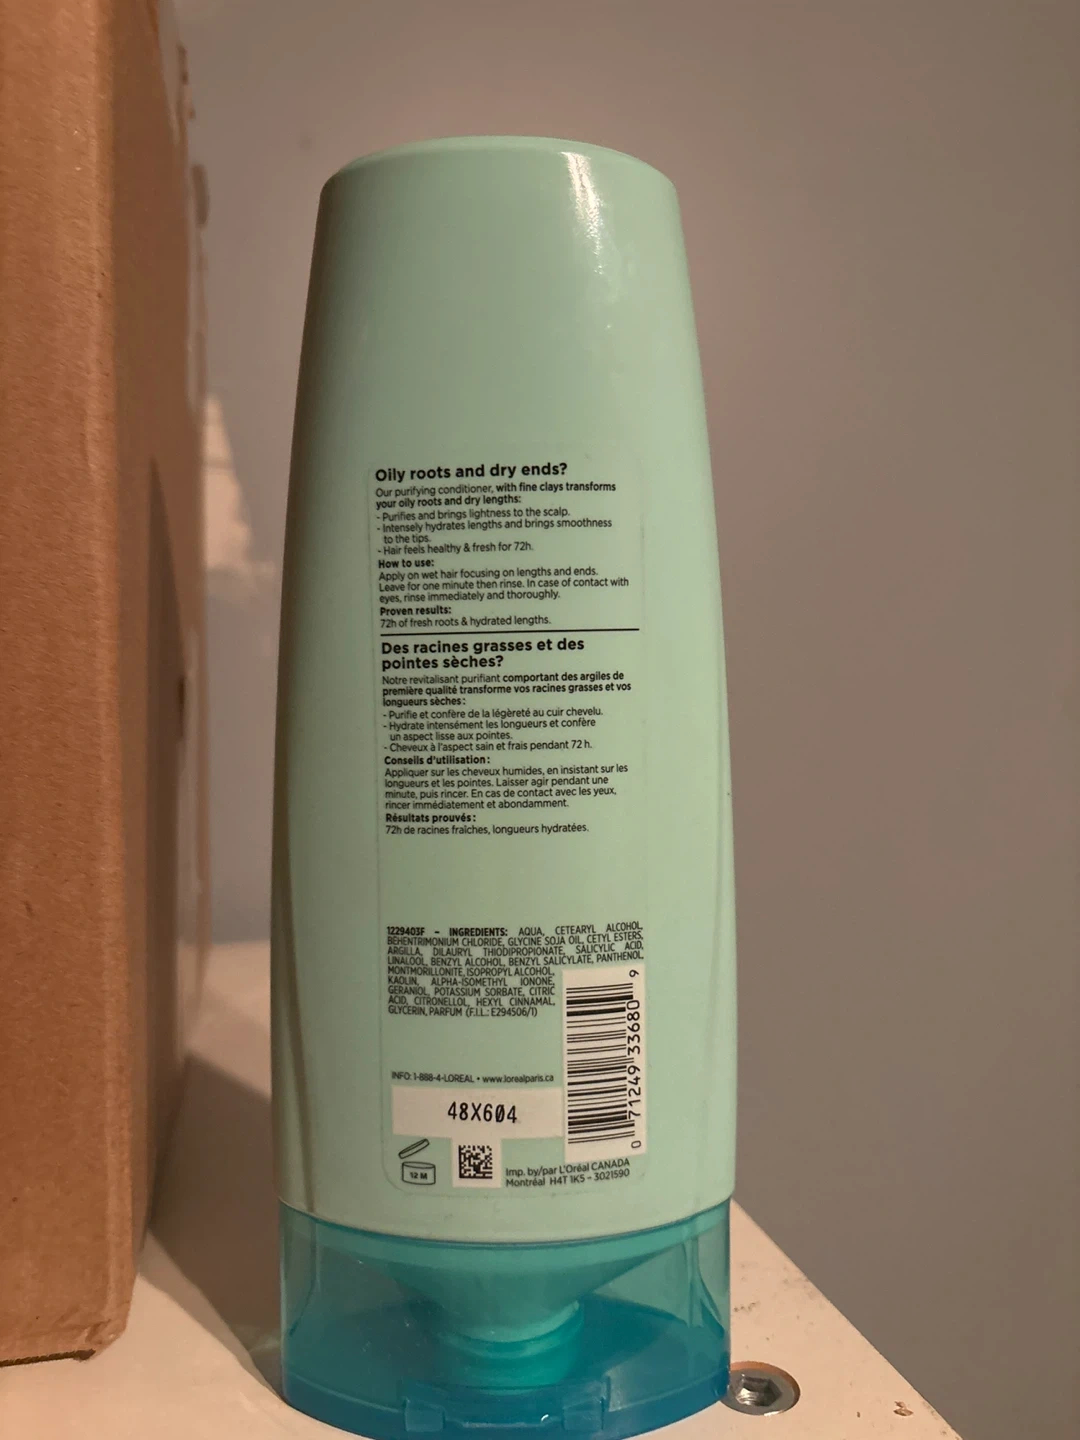 Oily roots and dry ends?
Our purifying conditioner, with fine clays transforms
your oily roots and dry lengths:
- Purifies and brings lightness to the scalp.
- Intensely hydrates lengths and brings smoothness
to the tips.
- Hair feels healthy & fresh for 72h.
How to use:
Apply on wet hair focusing on lengths and ends.
Leave for one minute then rinse. In case of contact with
eyes, rinse immediately and thoroughly.
Proven results:
72h of fresh roots & hydrated lengths.
Des racines grasses et des
pointes sèches?
Notre revitalisant purifiant comportant des argiles de
première qualité transforme vos racines grasses et vos
longueurs sèches :
- Purifie et confère de la légèreté au cuir chevelu.
- Hydrate intensément les longueurs et confère
un aspect lisse aux pointes.
- Cheveux à l'aspect sain et frais pendant 72 h.
Conseils d'utilisation :
Appliquer sur les cheveux humides, en insistant sur les
longueurs et les pointes. Laisser agir pendant une
minute, puis rincer. En cas de contact avec les yeux,
rincer immédiatement et abondamment.
Résultats prouvés :
72h de racines fraîches, longueurs hydratées.
1229403F - INGREDIENTS: AQUA, CETEARYL ALCOHOL,
BEHENTRIMONIUM CHLORIDE, GLYCINE SOJA OIL, CETYL ESTERS,
ARGILLA, DILAURYL THIODIPROPIONATE, SALICYLIC ACID,
LINALOOL, BENZYL ALCOHOL, BENZYL SALICYLATE, PANTHENOL,
MONTMORILLONITE, ISOPROPYL ALCOHOL,
KAOLIN, ALPHA-ISOMETHYL IONONE,
GERANIOL, POTASSIUM SORBATE, CITRIC
ACID, CITRONELLOL, HEXYL CINNAMAL,
GLYCERIN, PARFUM (F.I.L.: E294506/1)
0 71249 33680 9
INFO: 1-888-4-LOREAL • www.lorealparis.ca
48X604
12 M
Imp. by/par L'Oréal CANADA
Montréal H4T 1K5 - 3021590